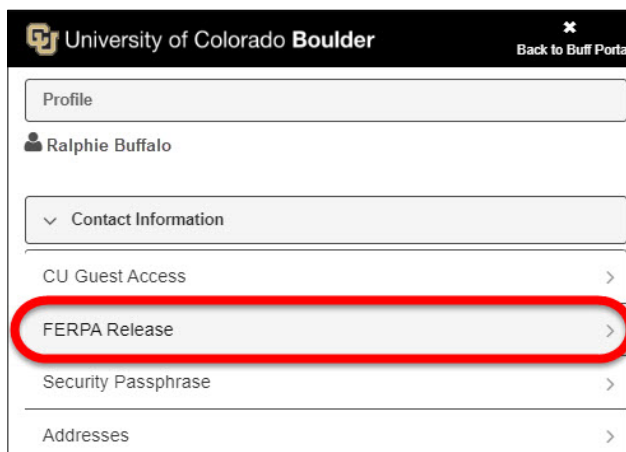 University of Colorado Boulder
✖
Back to Buff Porta
Profile
Ralphie Buffalo
Contact Information
CU Guest Access
FERPA Release
Security Passphrase
Addresses